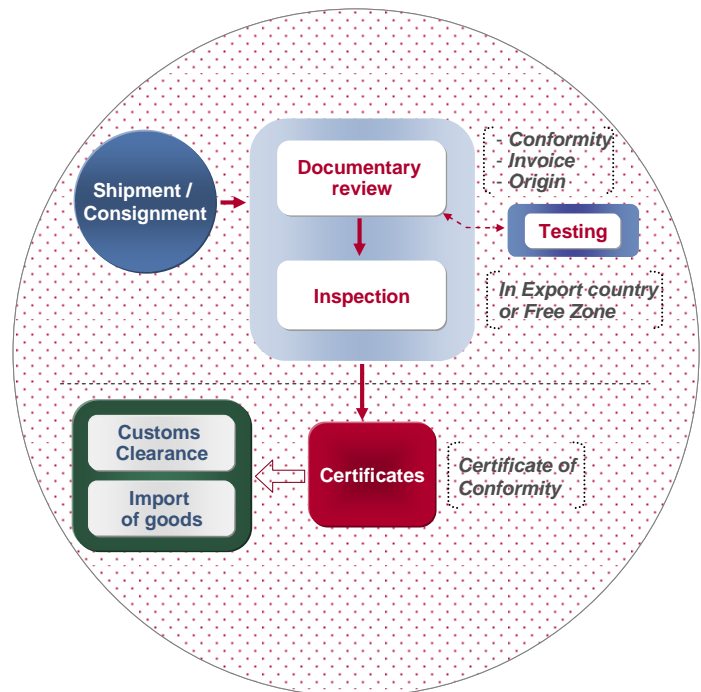 Shipment /
Consignment
Documentary
review
- Conformity
- Invoice
- Origin
Testing
Inspection
In Export country
or Free Zone
Customs
Clearance
Import
of goods
Certificates
Certificate of
Conformity